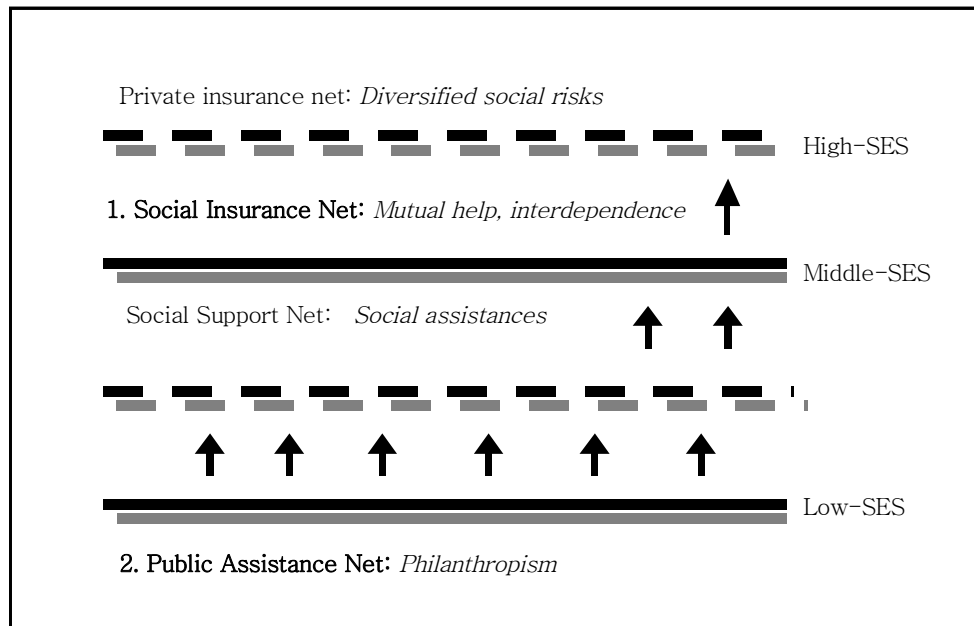 Private insurance net: Diversified social risks
High-SES
1. Social Insurance Net: Mutual help, interdependence
Middle-SES
Social Support Net: Social assistances
Low-SES
2. Public Assistance Net: Philanthropism